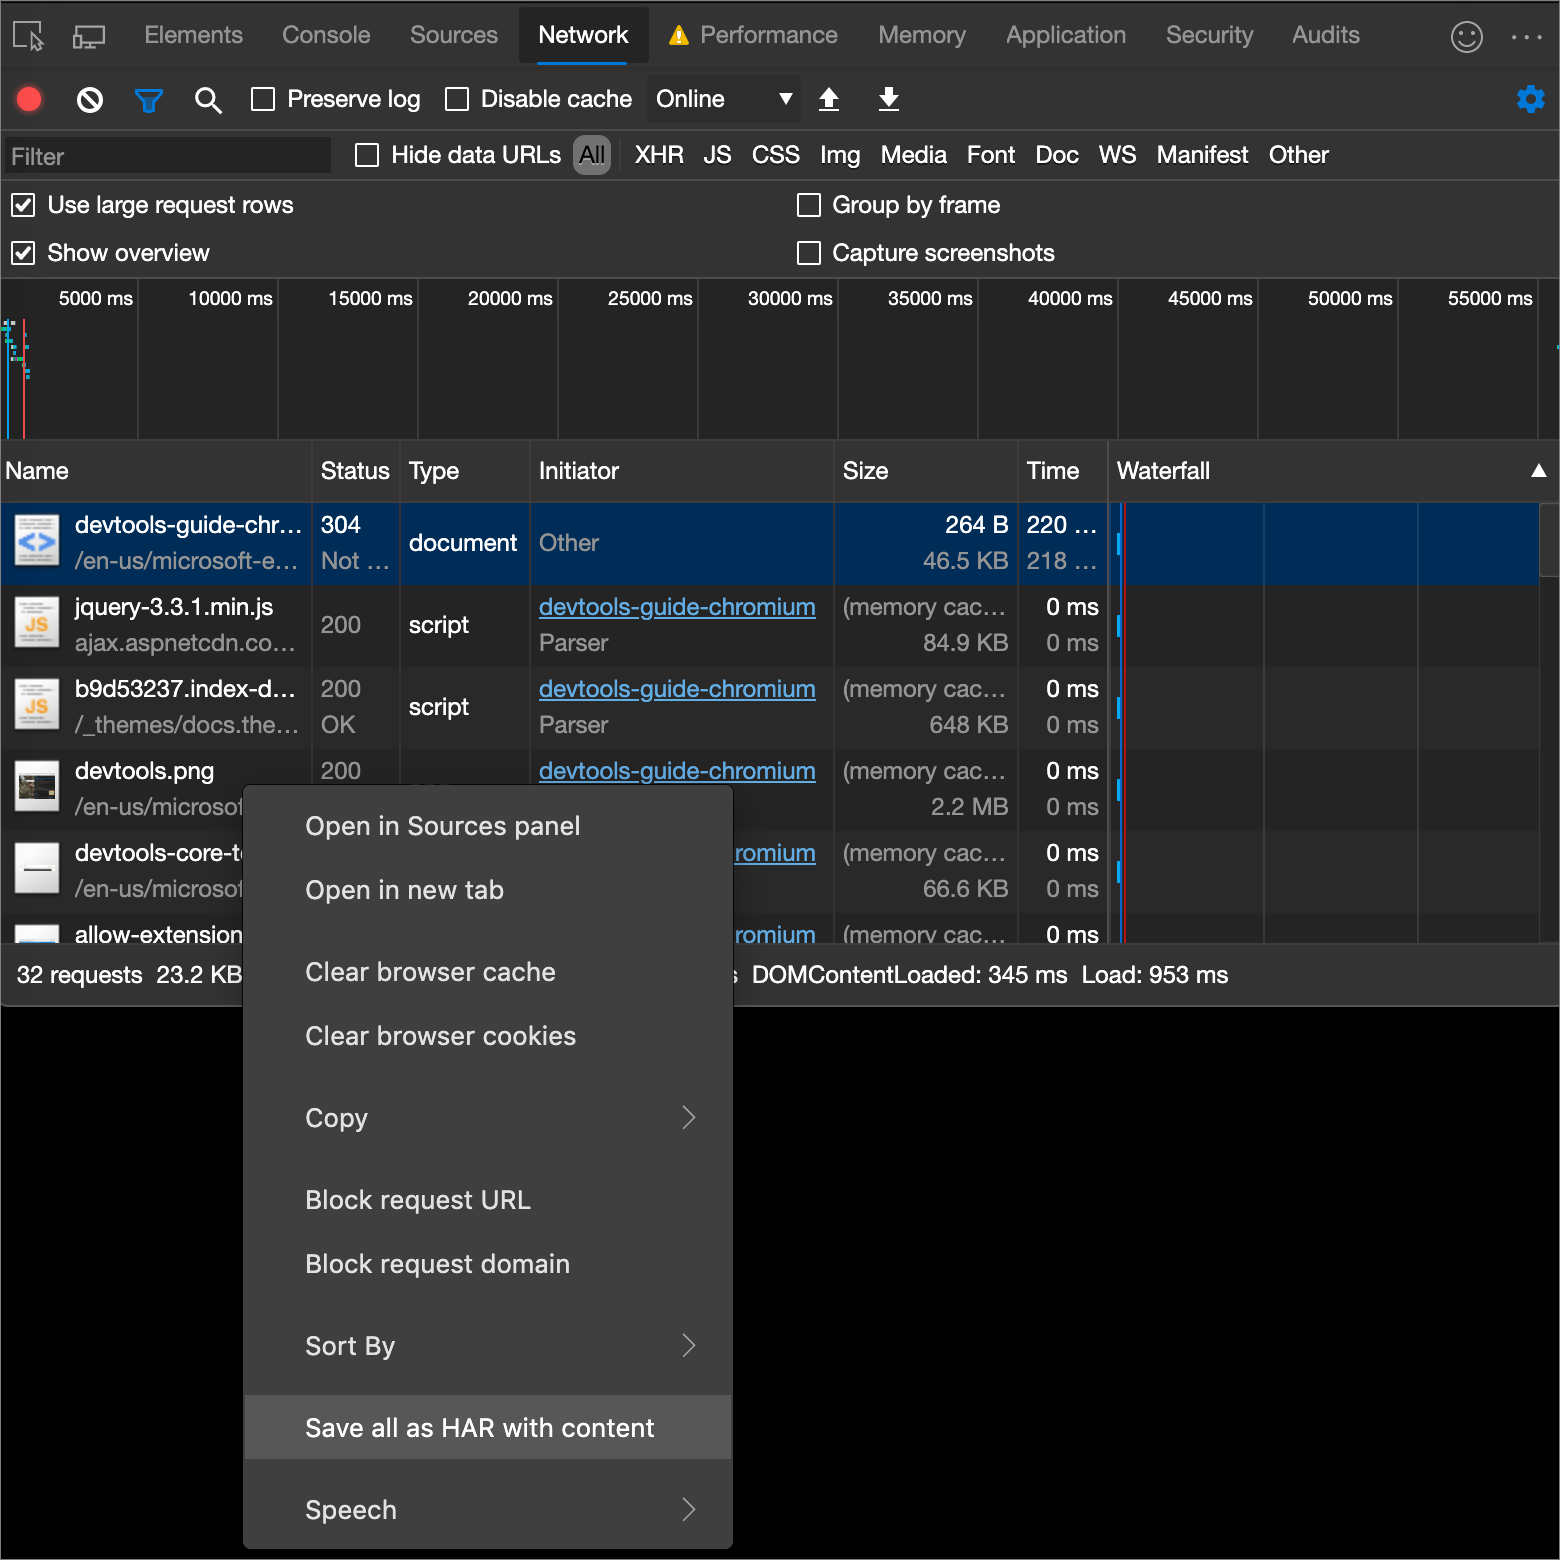 Elements Console Sources Network Performance Memory Application Security Audits
Preserve log Disable cache Online
Filter Hide data URLs All XHR JS CSS Img Media Font Doc WS Manifest Other
Use large request rows Group by frame
Show overview Capture screenshots
5000 ms 10000 ms 15000 ms 20000 ms 25000 ms 30000 ms 35000 ms 40000 ms 45000 ms 50000 ms 55000 ms
Name Status Type Initiator Size Time Waterfall
devtools-guide-chr... 304 document Other 264 B 220 ...
/en-us/microsoft-e... Not ... 46.5 KB 218 ...
JS jquery-3.3.1.min.js 200 script devtools-guide-chromium (memory cac... 0 ms
ajax.aspnetcdn.co... Parser 84.9 KB 0 ms
JS b9d53237.index-d... 200 script devtools-guide-chromium (memory cac... 0 ms
/_themes/docs.the... OK Parser 648 KB 0 ms
devtools.png 200 devtools-guide-chromium (memory cac... 0 ms
/en-us/microsof 2.2 MB 0 ms
devtools-core-t romium (memory cac... 0 ms
/en-us/microsof 66.6 KB 0 ms
allow-extension romium (memory cac... 0 ms
32 requests 23.2 KB s DOMContentLoaded: 345 ms Load: 953 ms
Open in Sources panel
Open in new tab
Clear browser cache
Clear browser cookies
Copy
Block request URL
Block request domain
Sort By
Save all as HAR with content
Speech